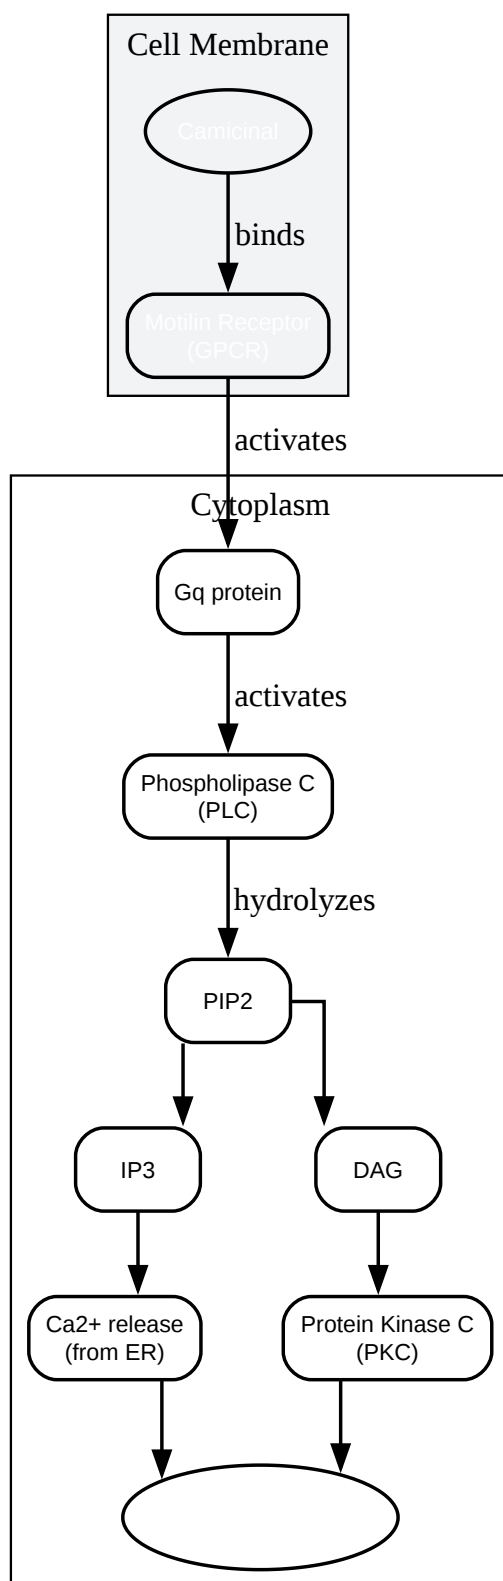 Cell Membrane
Camicinal
binds
Motilin Receptor
(GPCR)
activates
Cytoplasm
Gq protein
activates
Phospholipase C
(PLC)
hydrolyzes
PIP2
IP3
DAG
Ca2+ release
(from ER)
Protein Kinase C
(PKC)